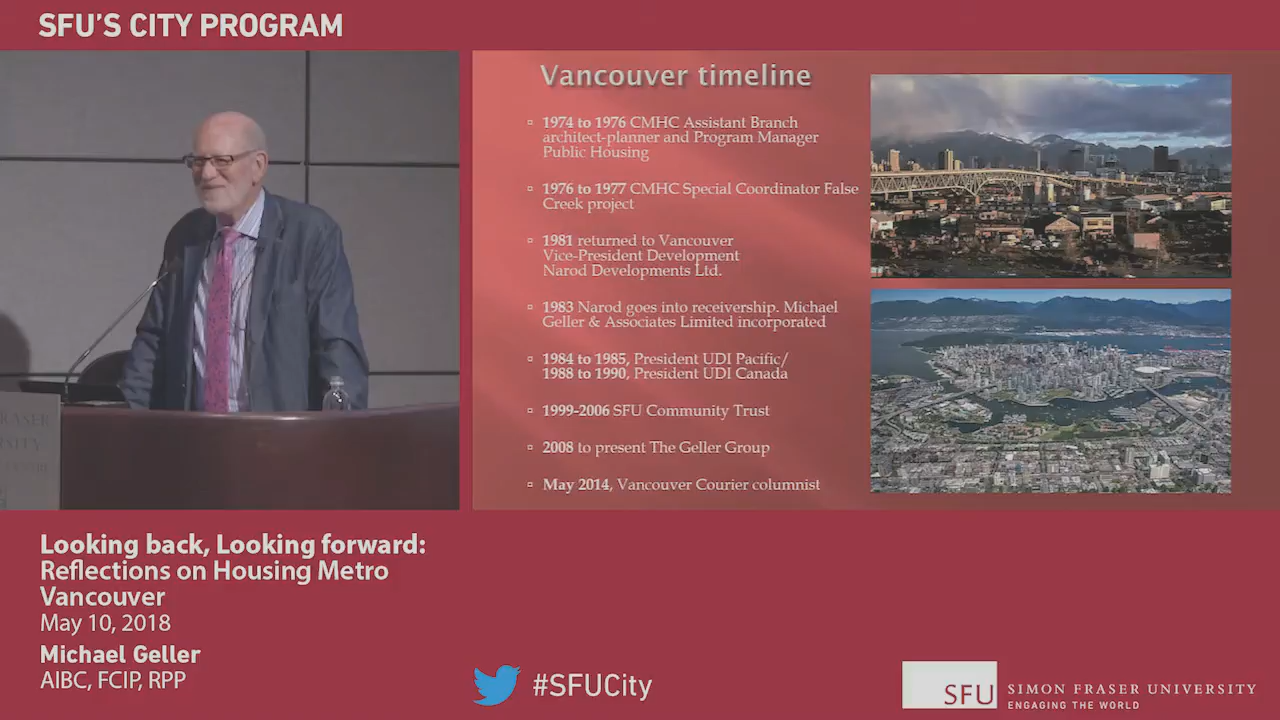 SFU'S CITY PROGRAM
Vancouver timeline
1974 to 1976 CMHC Assistant Branch
architect-planner and Program Manager
Public Housing
1976 to 1977 CMHC Special Coordinator False
Creek project
1981 returned to Vancouver
Vice-President Development
Narod Developments Ltd.
1983 Narod goes into receivership. Michael
Geller & Associates Limited incorporated
1984 to 1985, President UDI Pacific/
1988 to 1990, President UDI Canada
1999-2006 SFU Community Trust
2008 to present The Geller Group
May 2014, Vancouver Courier columnist
Looking back, Looking forward:
Reflections on Housing Metro
Vancouver
May 10, 2018
Michael Geller
AIBC, FCIP, RPP
#SFUCity
SFU
SIMON FRASER UNIVERSITY
ENGAGING THE WORLD